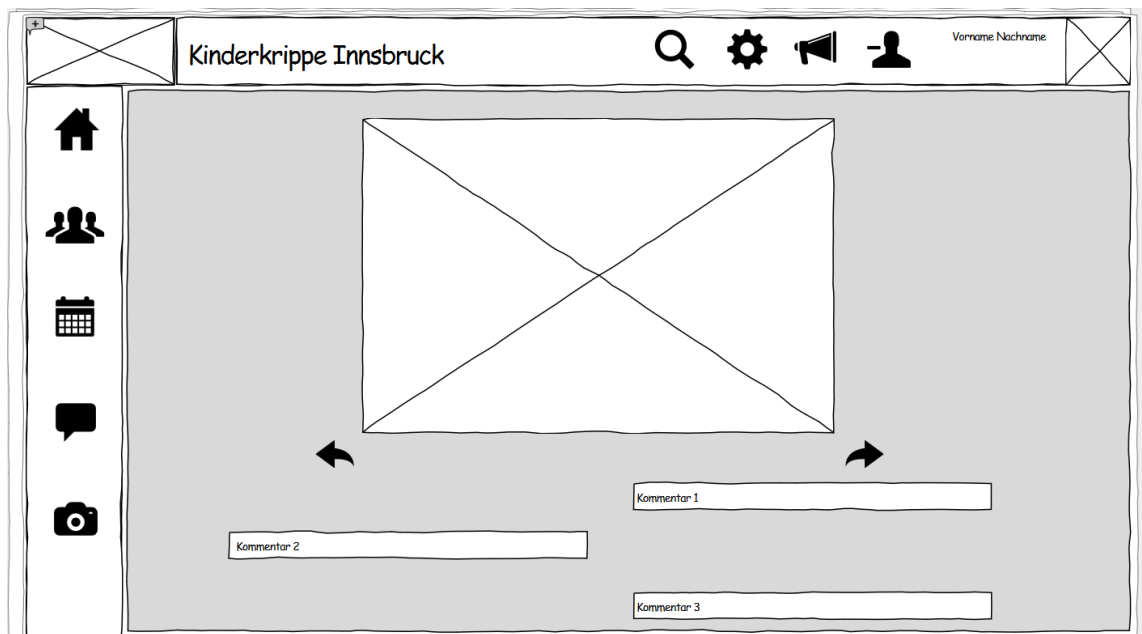 Kinderkrippe Innsbruck
Vorname Nachname
Kommentar 1
Kommentar 2
Kommentar 3